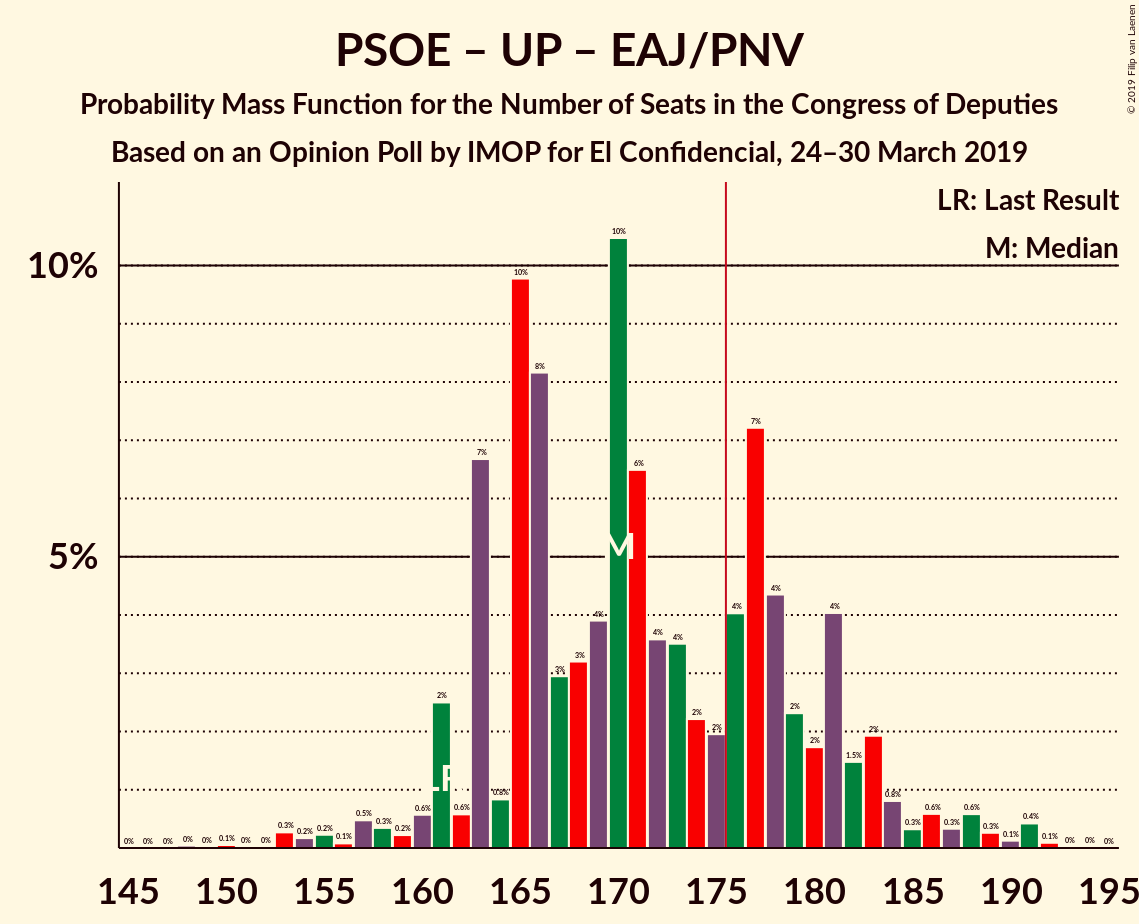 PSOE – UP – EAJ/PNV
Probability Mass Function for the Number of Seats in the Congress of Deputies
Based on an Opinion Poll by IMOP for El Confidencial, 24–30 March 2019
© 2019 Filip van Laenen
LR: Last Result
M: Median
10%
5%
0% 0% 0% 0% 0% 0.1% 0% 0% 0.3% 0.2% 0.2% 0.1% 0.5% 0.3% 0.2% 0.6% 2% 0.6% 7% 0.8% 10% 8% 3% 3% 4% 10% 6% 4% 4% 2% 2% 4% 7% 4% 2% 2% 4% 1.5% 2% 0.8% 0.3% 0.6% 0.3% 0.6% 0.3% 0.1% 0.4% 0.1% 0% 0% 0%
LR
M
145 150 155 160 165 170 175 180 185 190 195